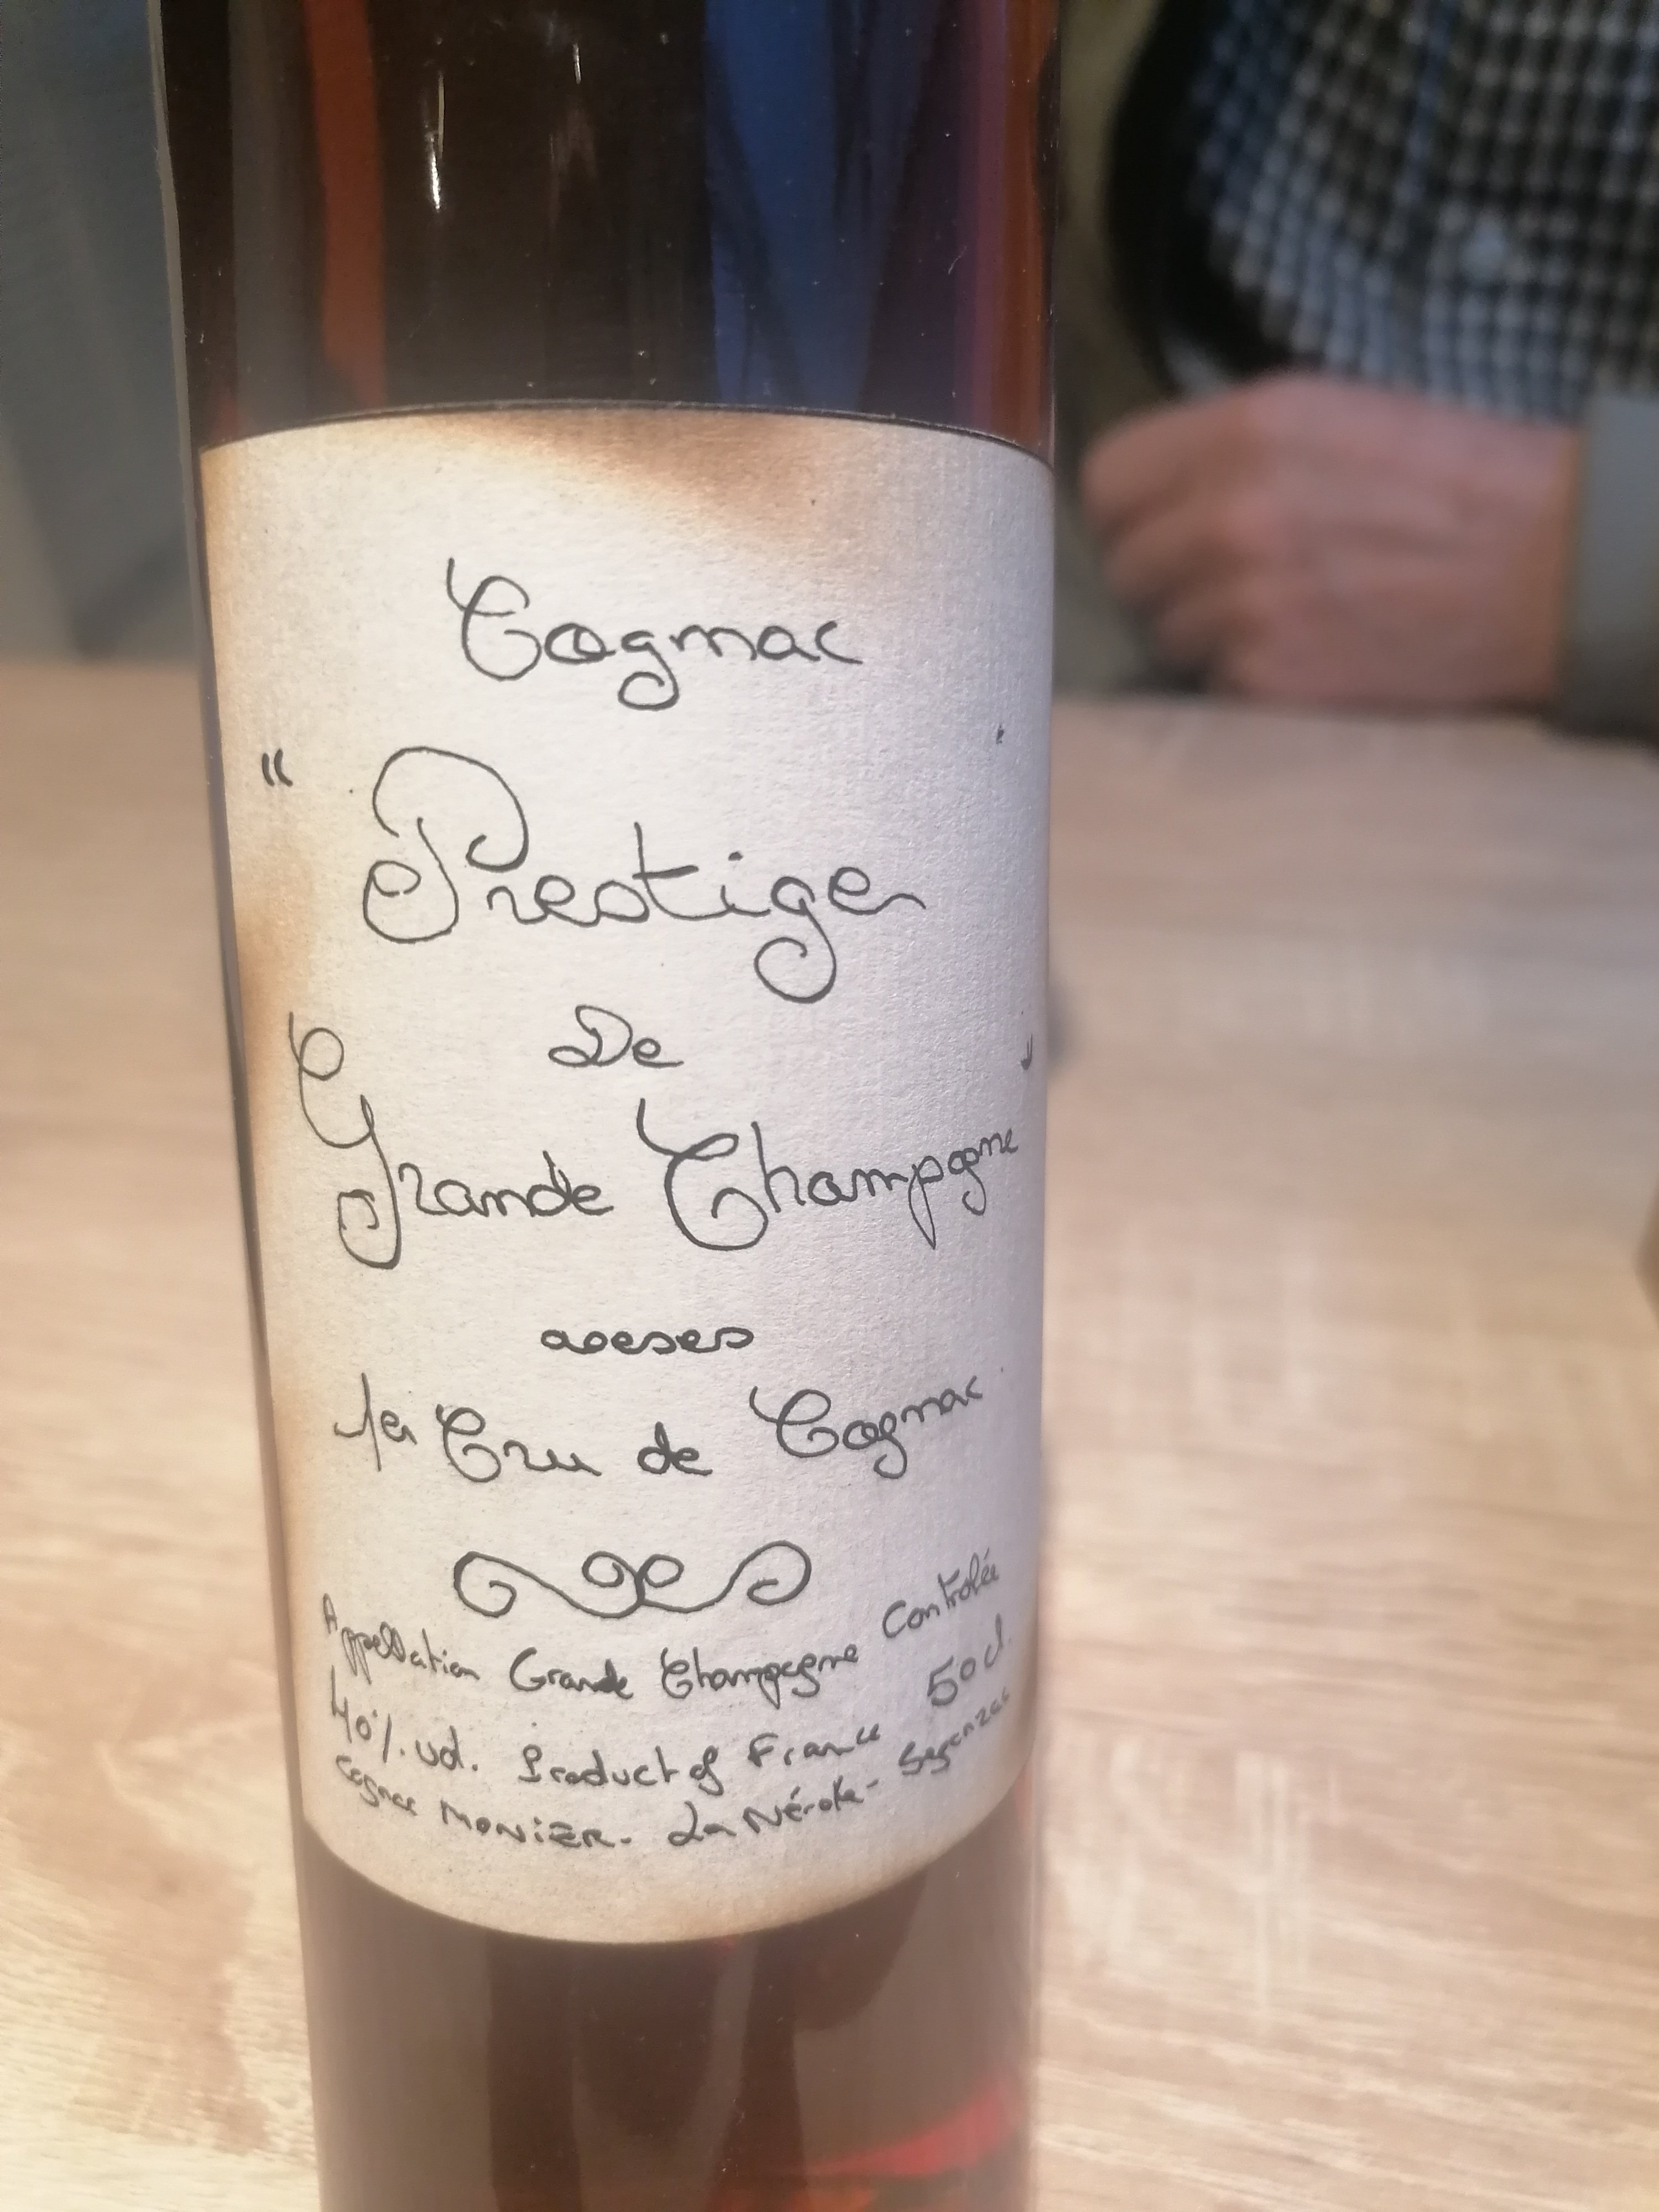 Cognac
"Prestige
De
Grande Champagne"
1er Cru de Cognac
Appellation Grande Champagne Contrôlée
40% vol. Product of France 50cl.
Cognac MONIER - La Nérolle - Segonzac